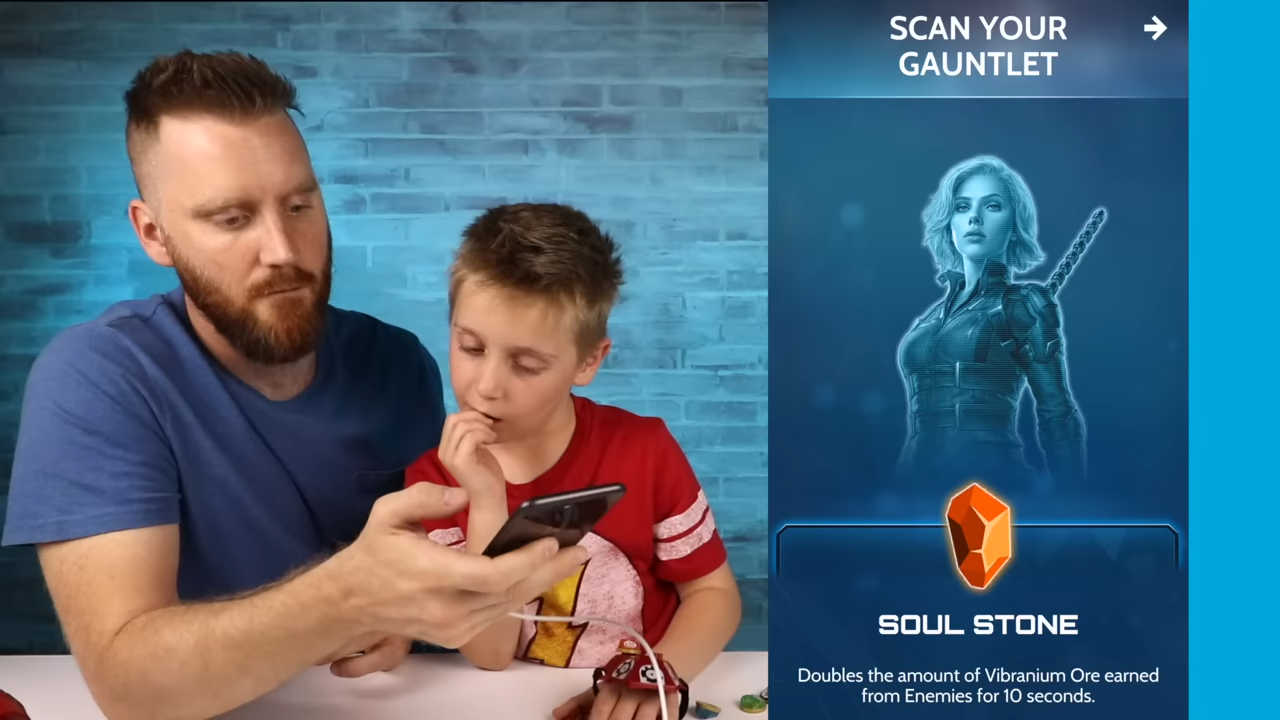 SCAN YOUR
GAUNTLET
SOUL STONE
Doubles the amount of Vibranium Ore earned
from Enemies for 10 seconds.